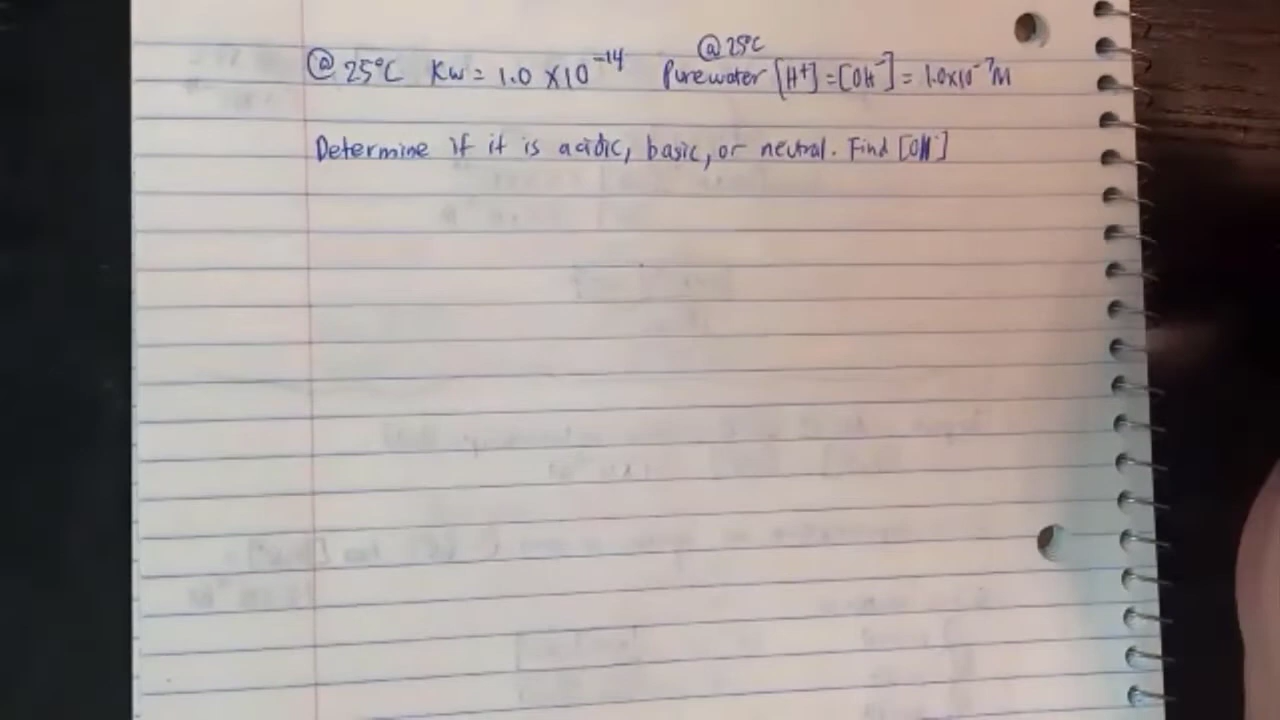 @ 25°C Kw = 1.0 X10⁻¹⁴ @ 25°C Purewater [H⁺] = [OH⁻] = 1.0x10⁻⁷M
Determine if it is acidic, basic, or neutral. Find [OH⁻]